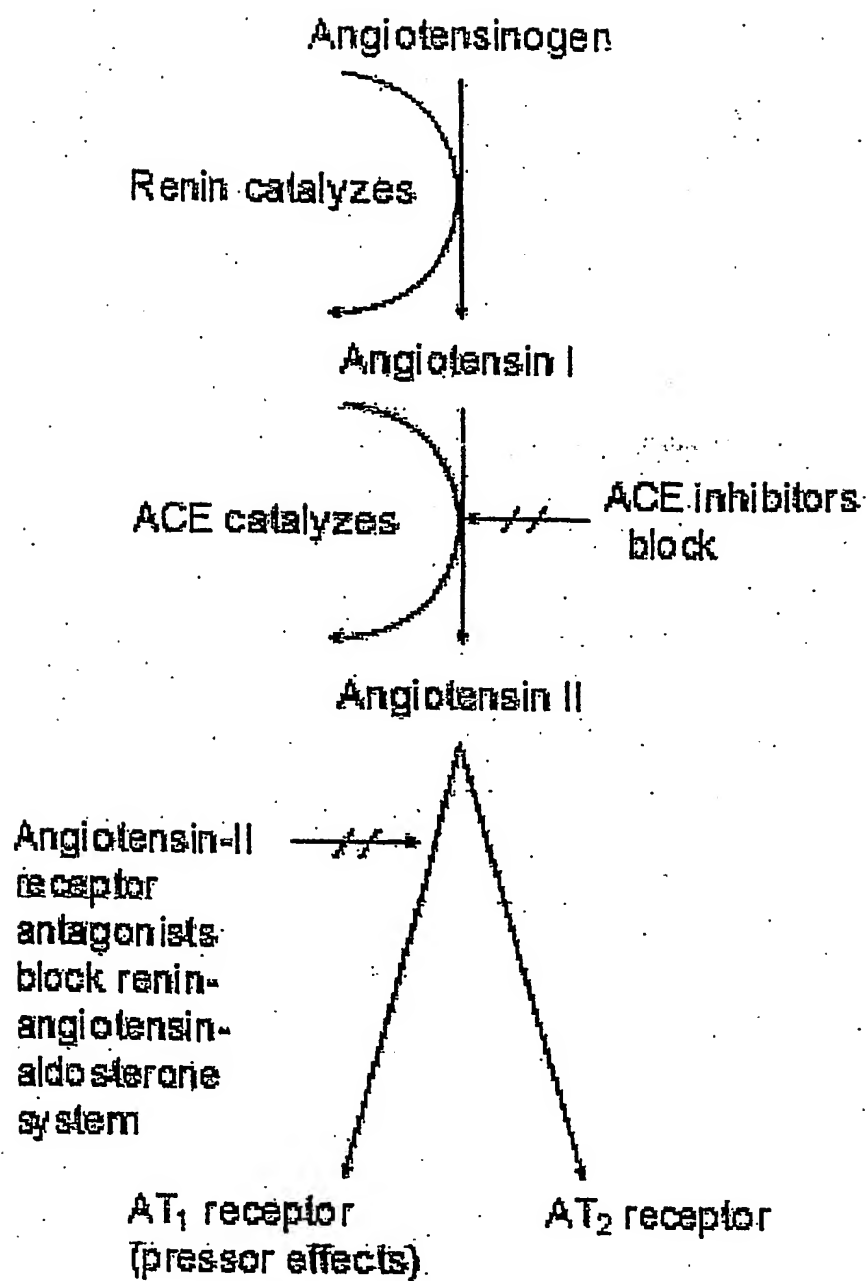 Angiotensinogen
Renin catalyzes
Angiotensin I
ACE catalyzes
ACE inhibitors
block
Angiotensin II
Angiotensin-II
receptor
antagonists
block renin-
angiotensin-
aldosterone
system
AT₁ receptor
(pressor effects)
AT₂ receptor